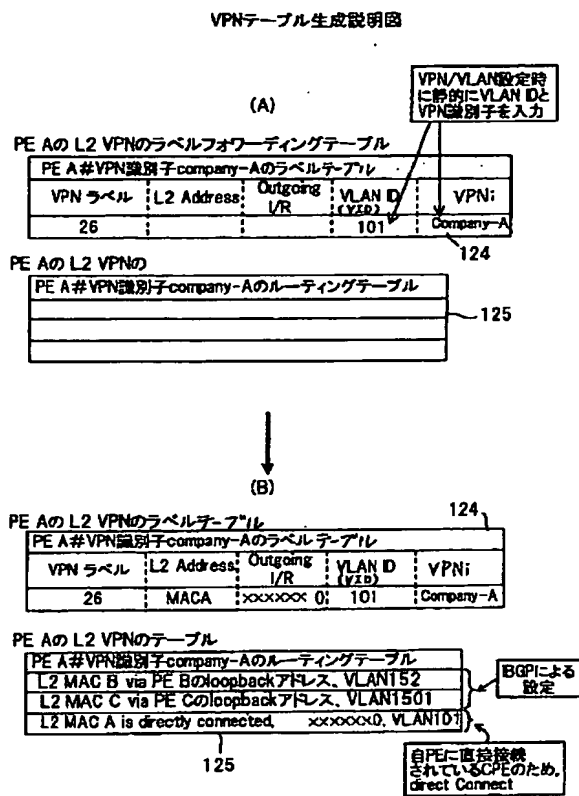 VPNテーブル生成説明図
(A)
VPN/VLAN設定時
に静的にVLAN IDと
VPN識別子を入力
PE AのL2 VPNのラベルフォワーディングテーブル
PE A#VPN識別子company-Aのラベルテーブル
VPN ラベル L2 Address Outgoing I/R VLAN ID (VID) VPNi
26 101 Company-A
124
PE AのL2 VPNの
PE A#VPN識別子company-Aのルーティングテーブル
125
(B)
124
PE AのL2 VPNのラベルテーブル
PE A#VPN識別子company-Aのラベルテーブル
VPN ラベル L2 Address Outgoing I/R VLAN ID (VID) VPNi
26 MACA ×××××× 0 101 Company-A
PE AのL2 VPNのテーブル
PE A#VPN識別子company-Aのルーティングテーブル
L2 MAC B via PE Bのloopbackアドレス、VLAN152
L2 MAC C via PE Cのloopbackアドレス、VLAN1501
L2 MAC A is directly connected, ××××××0, VLAN101
IBGPによる
設定
125
自PEに直接接続
されているCPEのため、
direct Connect